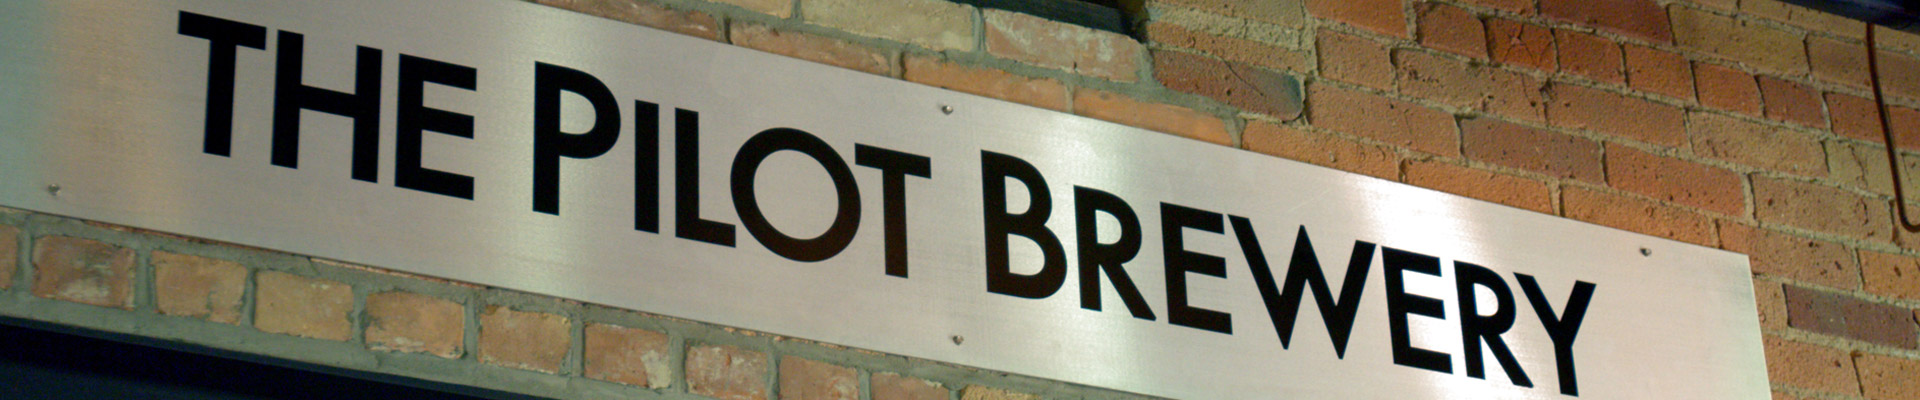 THE PILOT BREWERY